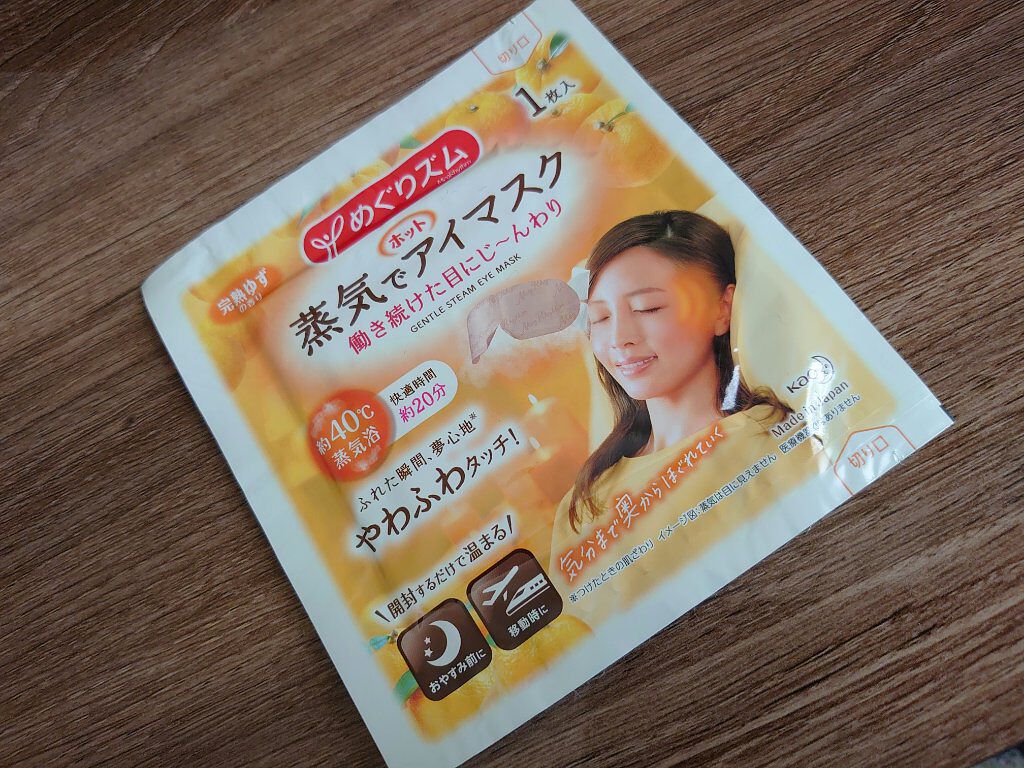 切り口
1枚入
めぐりズム
MegRhythm
完熟ゆず
の香り
ホット
蒸気でアイマスク
働き続けた目にじ~んわり
GENTLE STEAM EYE MASK
約40℃
蒸気浴
快適時間
約20分
ふれた瞬間、夢心地※
やわふわタッチ!
\開封するだけで温まる/
おやすみ前に
移動時に
気分まで奥からほぐれていく
※つけたときの肌ざわり イメージ図:蒸気は目に見えません 医療機器ではありません
Kao
Made in Japan
切り口